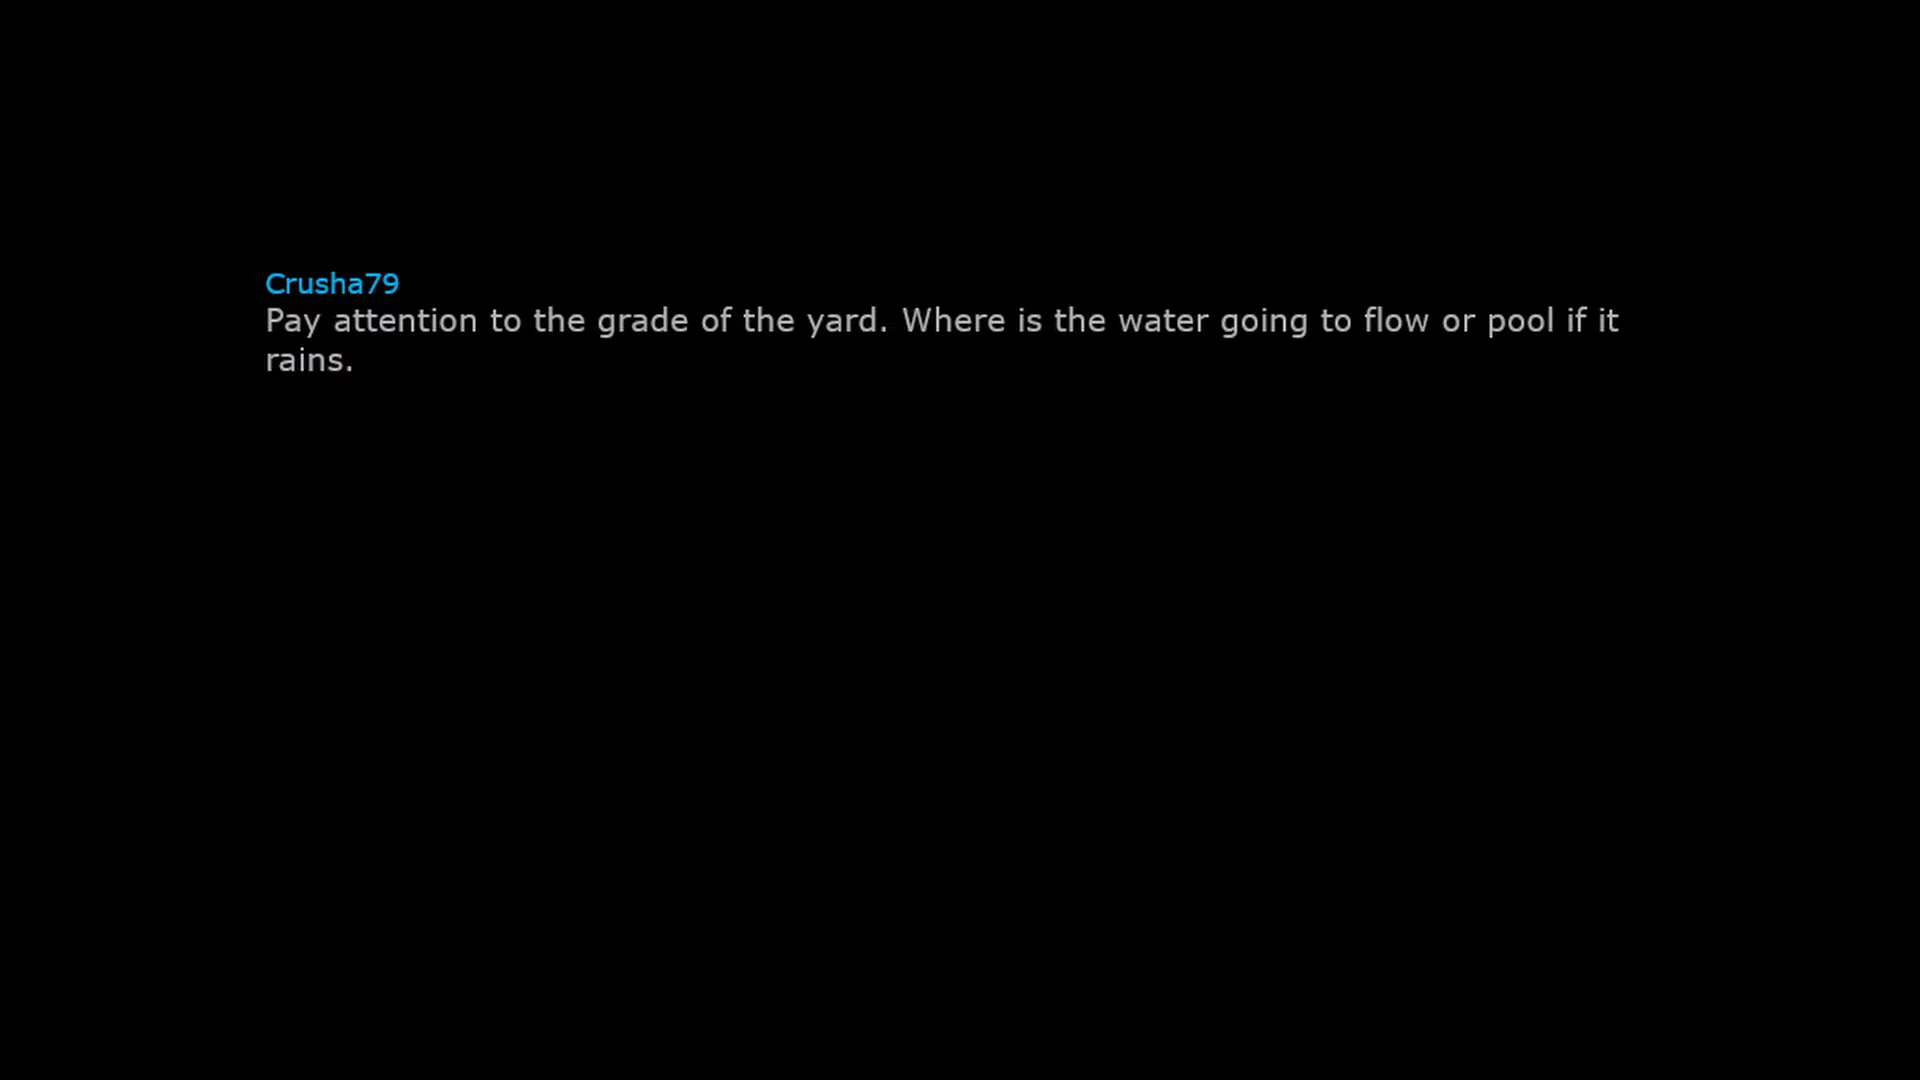 Crusha79
Pay attention to the grade of the yard. Where is the water going to flow or pool if it
rains.